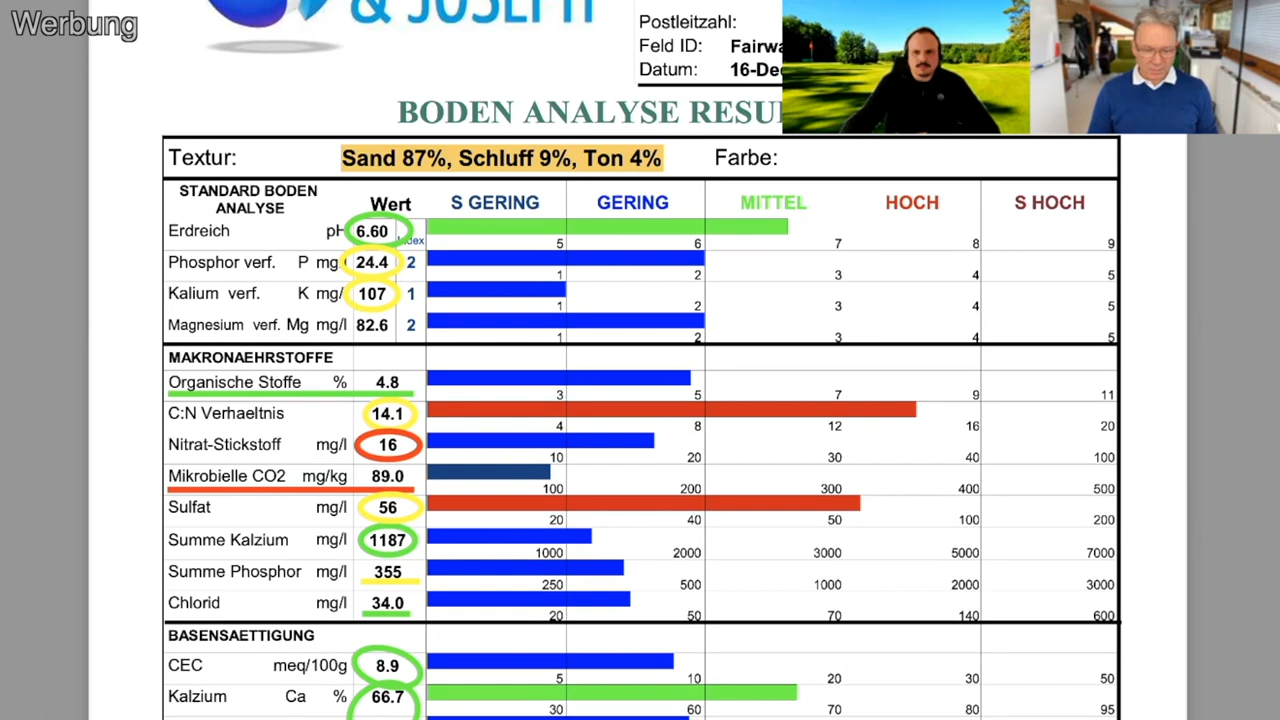 Werbung
& JOSEPH
Postleitzahl:
Feld ID: Fairwa
Datum: 16-Dec
BODEN ANALYSE RESU
Textur: Sand 87%, Schluff 9%, Ton 4% Farbe:
STANDARD BODEN ANALYSE Wert S GERING GERING MITTEL HOCH S HOCH
Erdreich pH 6.60 Index 5 6 7 8 9
Phosphor verf. P mg/ 24.4 2 1 2 3 4 5
Kalium verf. K mg/ 107 1 1 2 3 4 5
Magnesium verf. Mg mg/l 82.6 2 1 2 3 4 5
MAKRONAEHRSTOFFE
Organische Stoffe % 4.8 3 5 7 9 11
C:N Verhaeltnis 14.1 4 8 12 16 20
Nitrat-Stickstoff mg/l 16 10 20 30 40 100
Mikrobielle CO2 mg/kg 89.0 100 200 300 400 500
Sulfat mg/l 56 20 40 50 100 200
Summe Kalzium mg/l 1187 1000 2000 3000 5000 7000
Summe Phosphor mg/l 355 250 500 1000 2000 3000
Chlorid mg/l 34.0 20 50 70 140 600
BASENSAETTIGUNG
CEC meq/100g 8.9 5 10 20 30 50
Kalzium Ca % 66.7 30 60 70 80 95